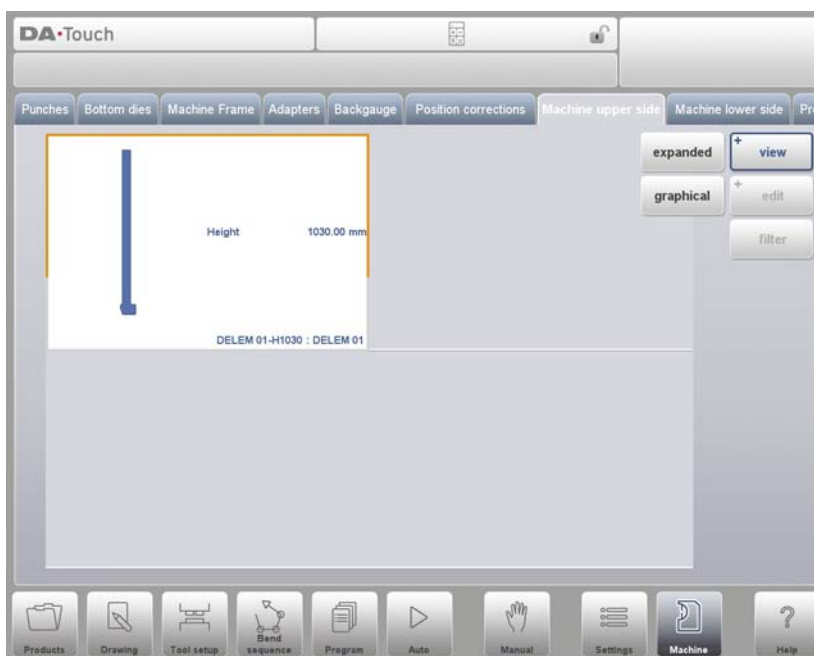 DA•Touch
Punches
Bottom dies
Machine Frame
Adapters
Backgauge
Position corrections
Machine upper side
Machine lower side
Pr
expanded
view
graphical
edit
filter
Height 1030.00 mm
DELEM 01-H1030 : DELEM 01
Products
Drawing
Tool setup
Bend
sequence
Program
Auto
Manual
Settings
Machine
Help